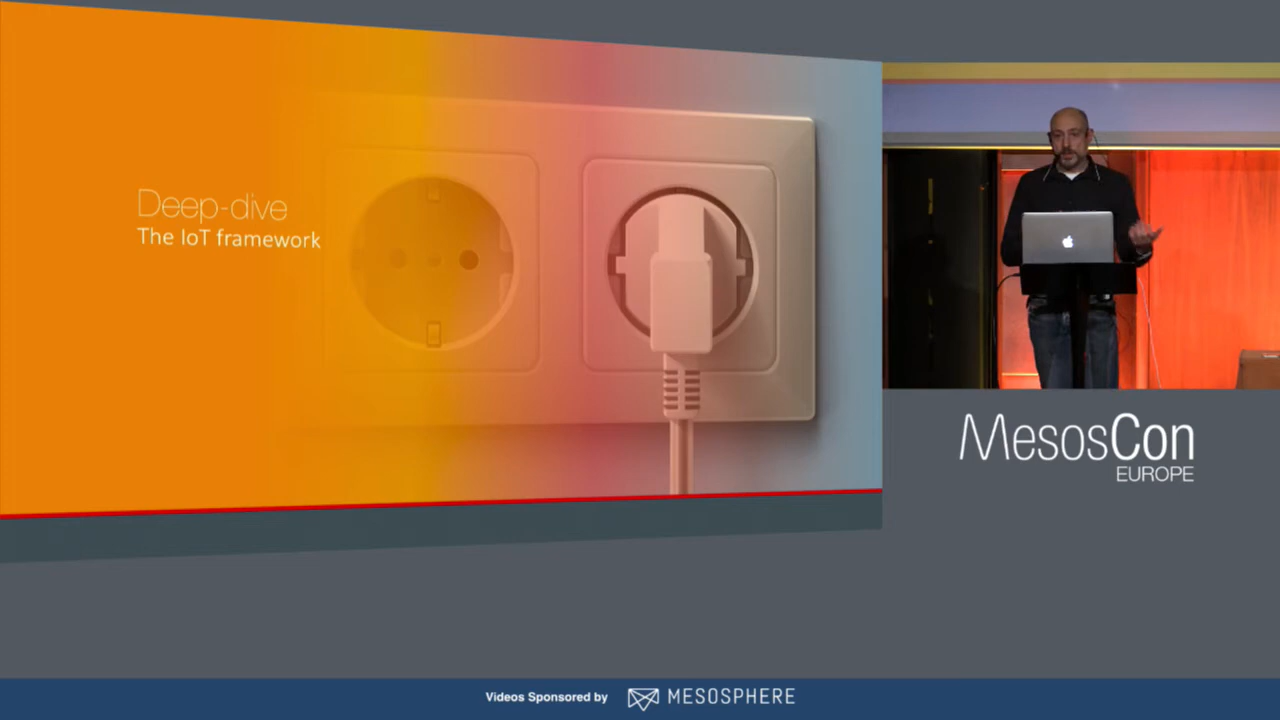 Deep-dive
The IoT framework
MesosCon
EUROPE
Videos Sponsored by MESOSPHERE